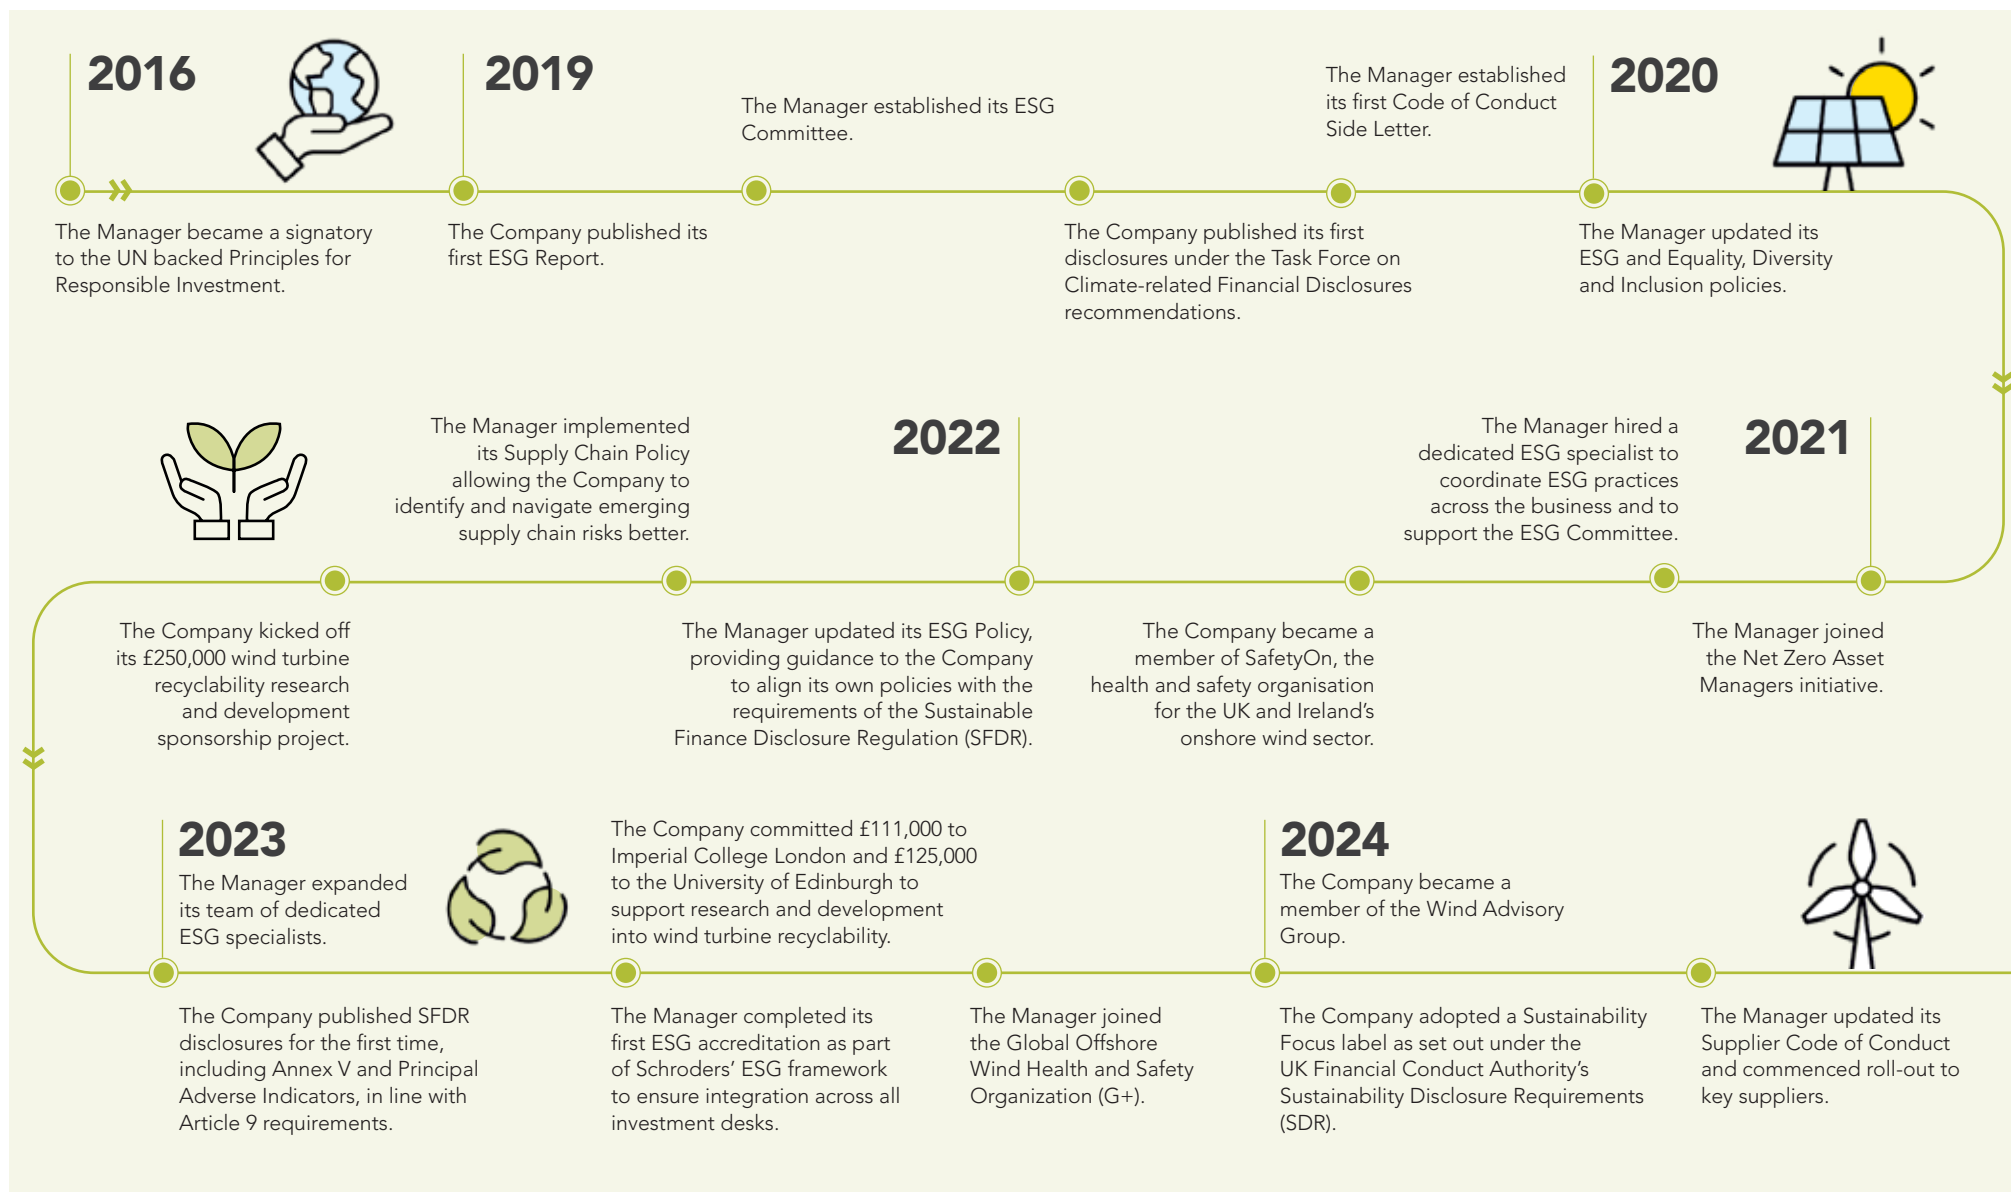 2016
The Manager became a signatory
to the UN backed Principles for
Responsible Investment.
2019
The Company published its
first ESG Report.
The Manager established its ESG
Committee.
The Company published its first
disclosures under the Task Force on
Climate-related Financial Disclosures
recommendations.
The Manager established
its first Code of Conduct
Side Letter.
2020
The Manager updated its
ESG and Equality, Diversity
and Inclusion policies.
2021
The Manager joined
the Net Zero Asset
Managers initiative.
The Manager hired a
dedicated ESG specialist to
coordinate ESG practices
across the business and to
support the ESG Committee.
The Company became a
member of SafetyOn, the
health and safety organisation
for the UK and Ireland’s
onshore wind sector.
2022
The Manager updated its ESG Policy,
providing guidance to the Company
to align its own policies with the
requirements of the Sustainable
Finance Disclosure Regulation (SFDR).
The Manager implemented
its Supply Chain Policy
allowing the Company to
identify and navigate emerging
supply chain risks better.
The Company kicked off
its £250,000 wind turbine
recyclability research
and development
sponsorship project.
2023
The Manager expanded
its team of dedicated
ESG specialists.
The Company published SFDR
disclosures for the first time,
including Annex V and Principal
Adverse Indicators, in line with
Article 9 requirements.
The Company committed £111,000 to
Imperial College London and £125,000
to the University of Edinburgh to
support research and development
into wind turbine recyclability.
The Manager completed its
first ESG accreditation as part
of Schroders’ ESG framework
to ensure integration across all
investment desks.
The Manager joined
the Global Offshore
Wind Health and Safety
Organization (G+).
2024
The Company became a
member of the Wind Advisory
Group.
The Company adopted a Sustainability
Focus label as set out under the
UK Financial Conduct Authority’s
Sustainability Disclosure Requirements
(SDR).
The Manager updated its
Supplier Code of Conduct
and commenced roll-out to
key suppliers.